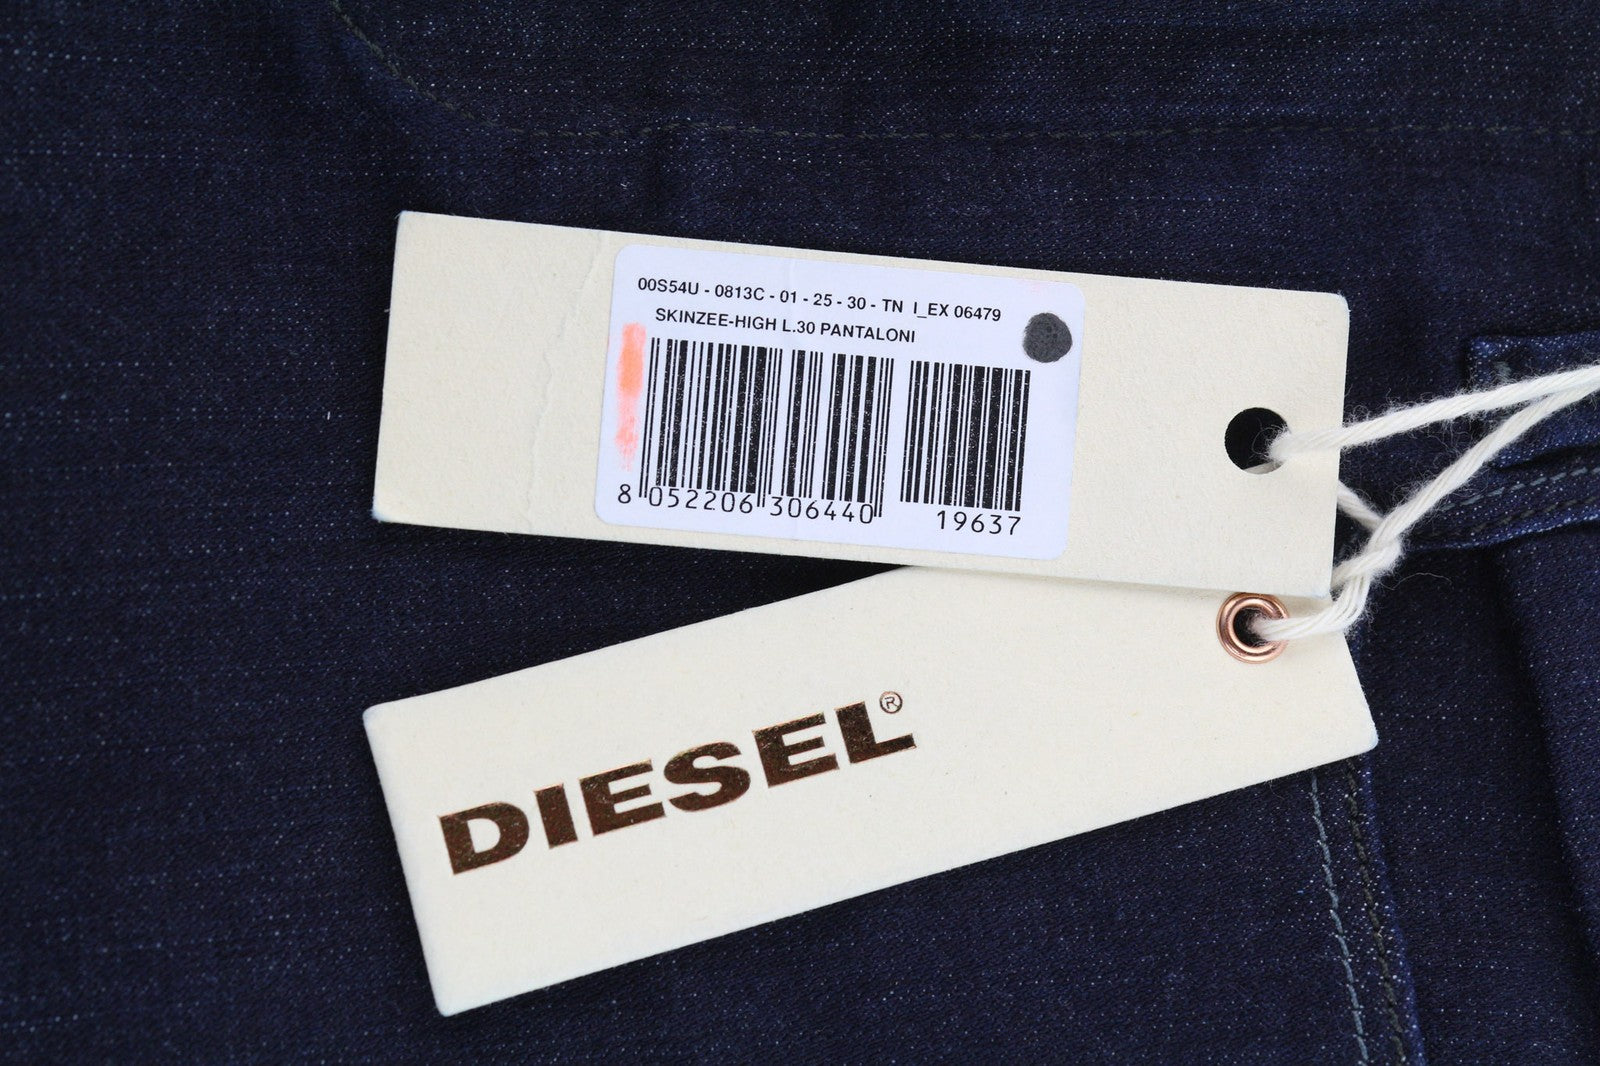 00S54U - 0813C - 01 - 25 - 30 - TN I_EX 06479
SKINZEE-HIGH L.30 PANTALONI
8 052206 306440 19637
DIESEL®